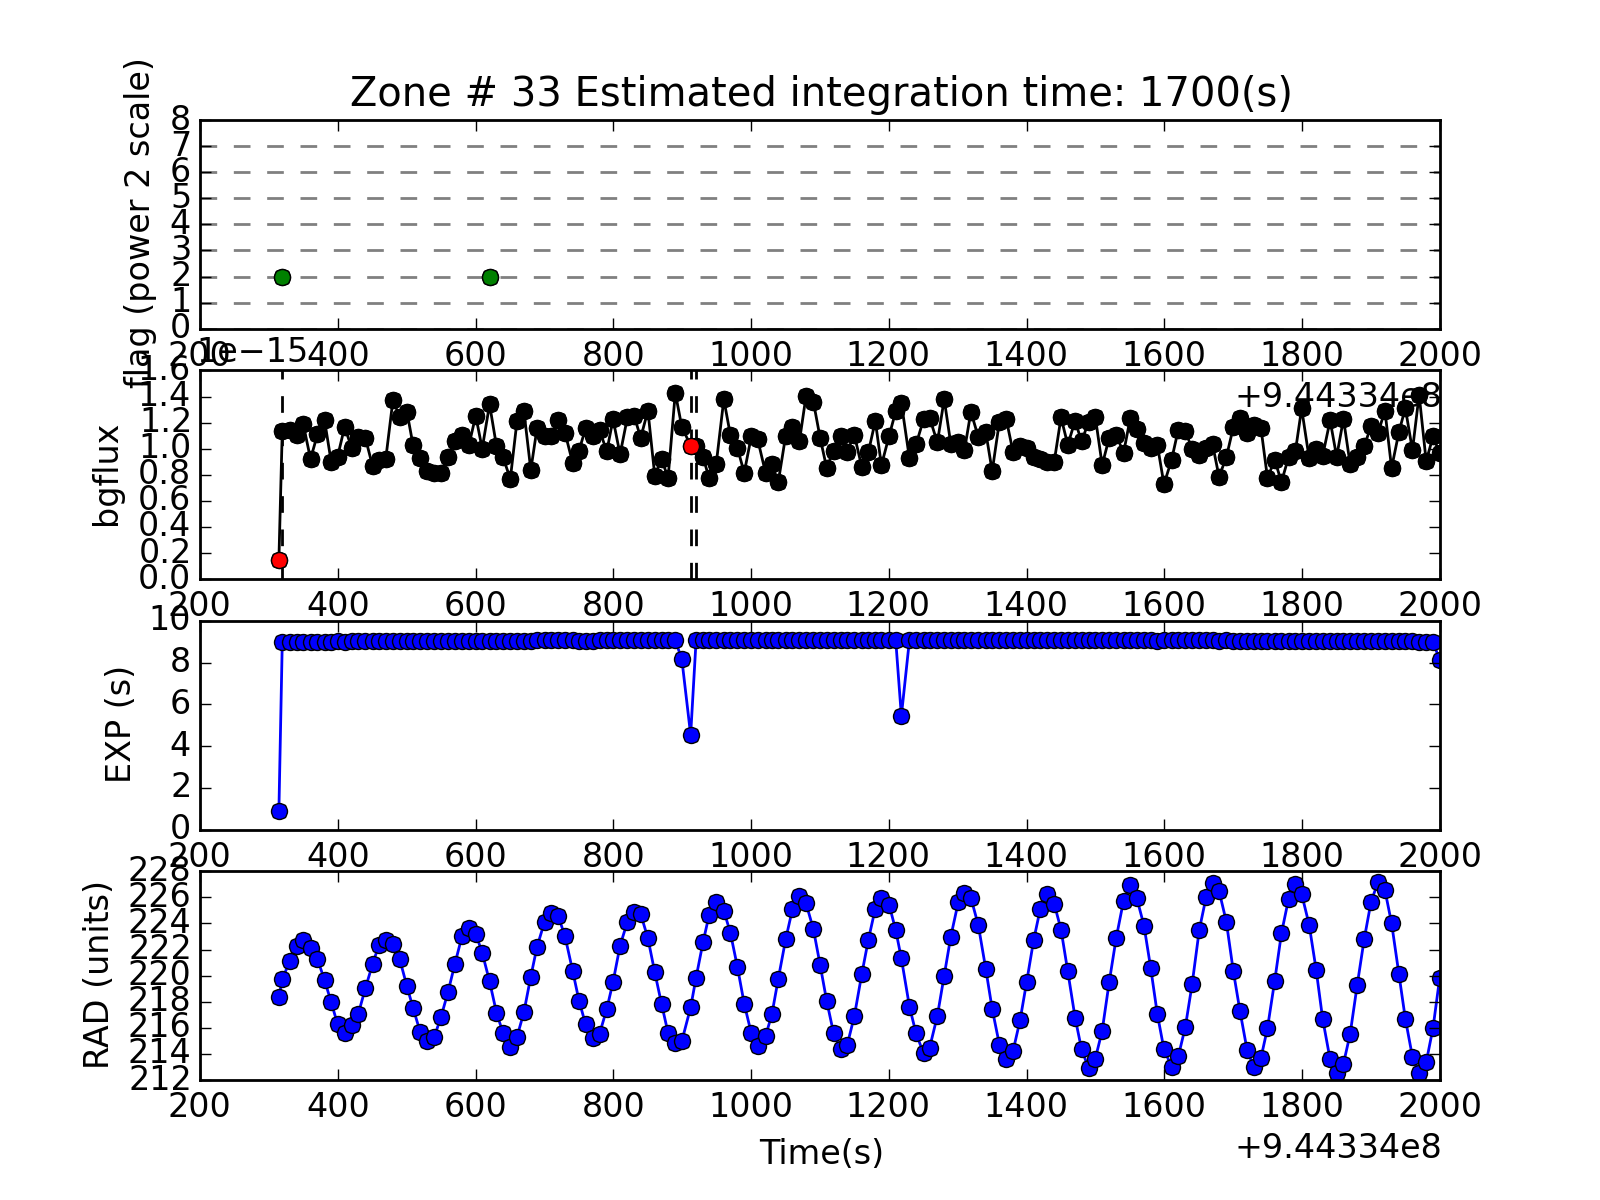 Zone # 33 Estimated integration time: 1700(s)
flag (power 2 scale)
8
7
6
5
4
3
2
1
0
200 400 600 800 1000 1200 1400 1600 1800 2000
1e−15
+9.44334e8
bgflux
1.6
1.4
1.2
1.0
0.8
0.6
0.4
0.2
0.0
200 400 600 800 1000 1200 1400 1600 1800 2000
EXP (s)
10
8
6
4
2
0
200 400 600 800 1000 1200 1400 1600 1800 2000
RAD (units)
228
226
224
222
220
218
216
214
212
200 400 600 800 1000 1200 1400 1600 1800 2000
Time(s)
+9.44334e8